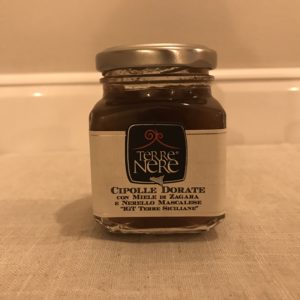 TERRE
NERE
CIPOLLE DORATE
CON MIELE DI ZAGARA
E NERELLO MASCALESE
"IGT TERRE SICILIANE"